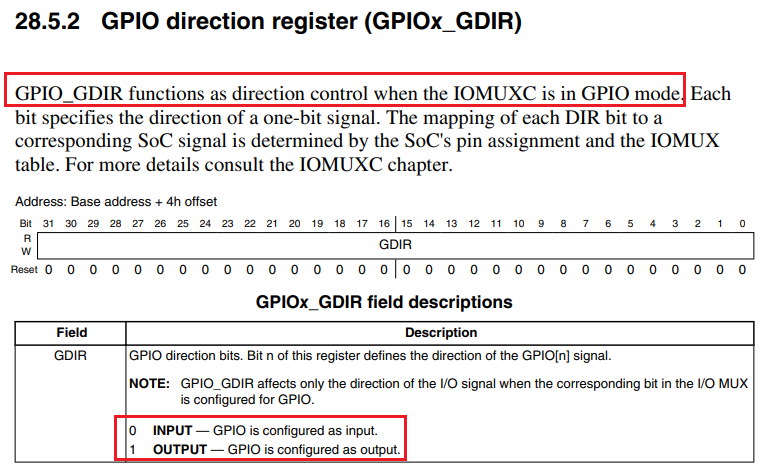 28.5.2 GPIO direction register (GPIOx_GDIR)
GPIO_GDIR functions as direction control when the IOMUXC is in GPIO mode. Each
bit specifies the direction of a one-bit signal. The mapping of each DIR bit to a
corresponding SoC signal is determined by the SoC's pin assignment and the IOMUX
table. For more details consult the IOMUXC chapter.
Address: Base address + 4h offset
Bit 31 30 29 28 27 26 25 24 23 22 21 20 19 18 17 16 15 14 13 12 11 10 9 8 7 6 5 4 3 2 1 0
R
GDIR
W
Reset 0 0 0 0 0 0 0 0 0 0 0 0 0 0 0 0 0 0 0 0 0 0 0 0 0 0 0 0 0 0 0 0
GPIOx_GDIR field descriptions
Field Description
GDIR GPIO direction bits. Bit n of this register defines the direction of the GPIO[n] signal.
NOTE: GPIO_GDIR affects only the direction of the I/O signal when the corresponding bit in the I/O MUX
is configured for GPIO.
0 INPUT — GPIO is configured as input.
1 OUTPUT — GPIO is configured as output.